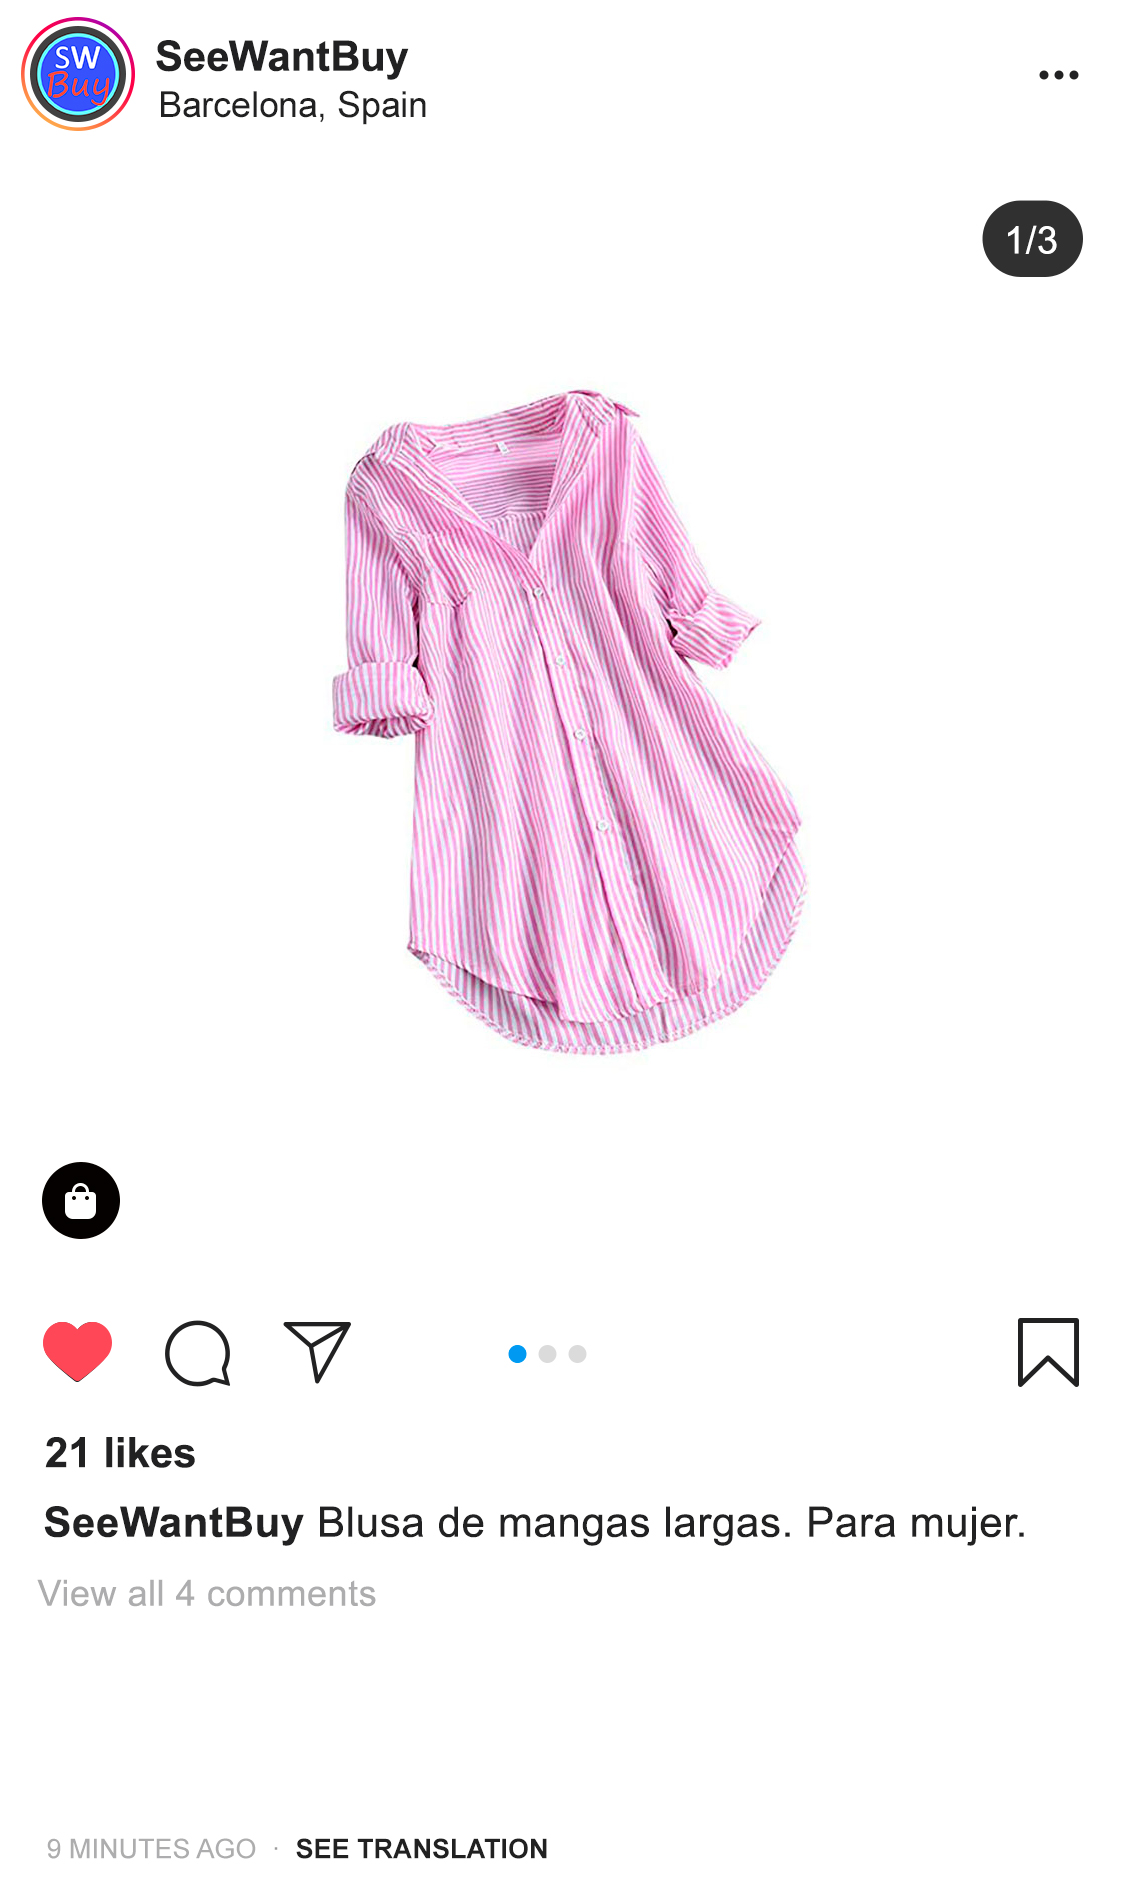 SW
Buy
SeeWantBuy
Barcelona, Spain
1/3
21 likes
SeeWantBuy Blusa de mangas largas. Para mujer.
View all 4 comments
9 MINUTES AGO · SEE TRANSLATION